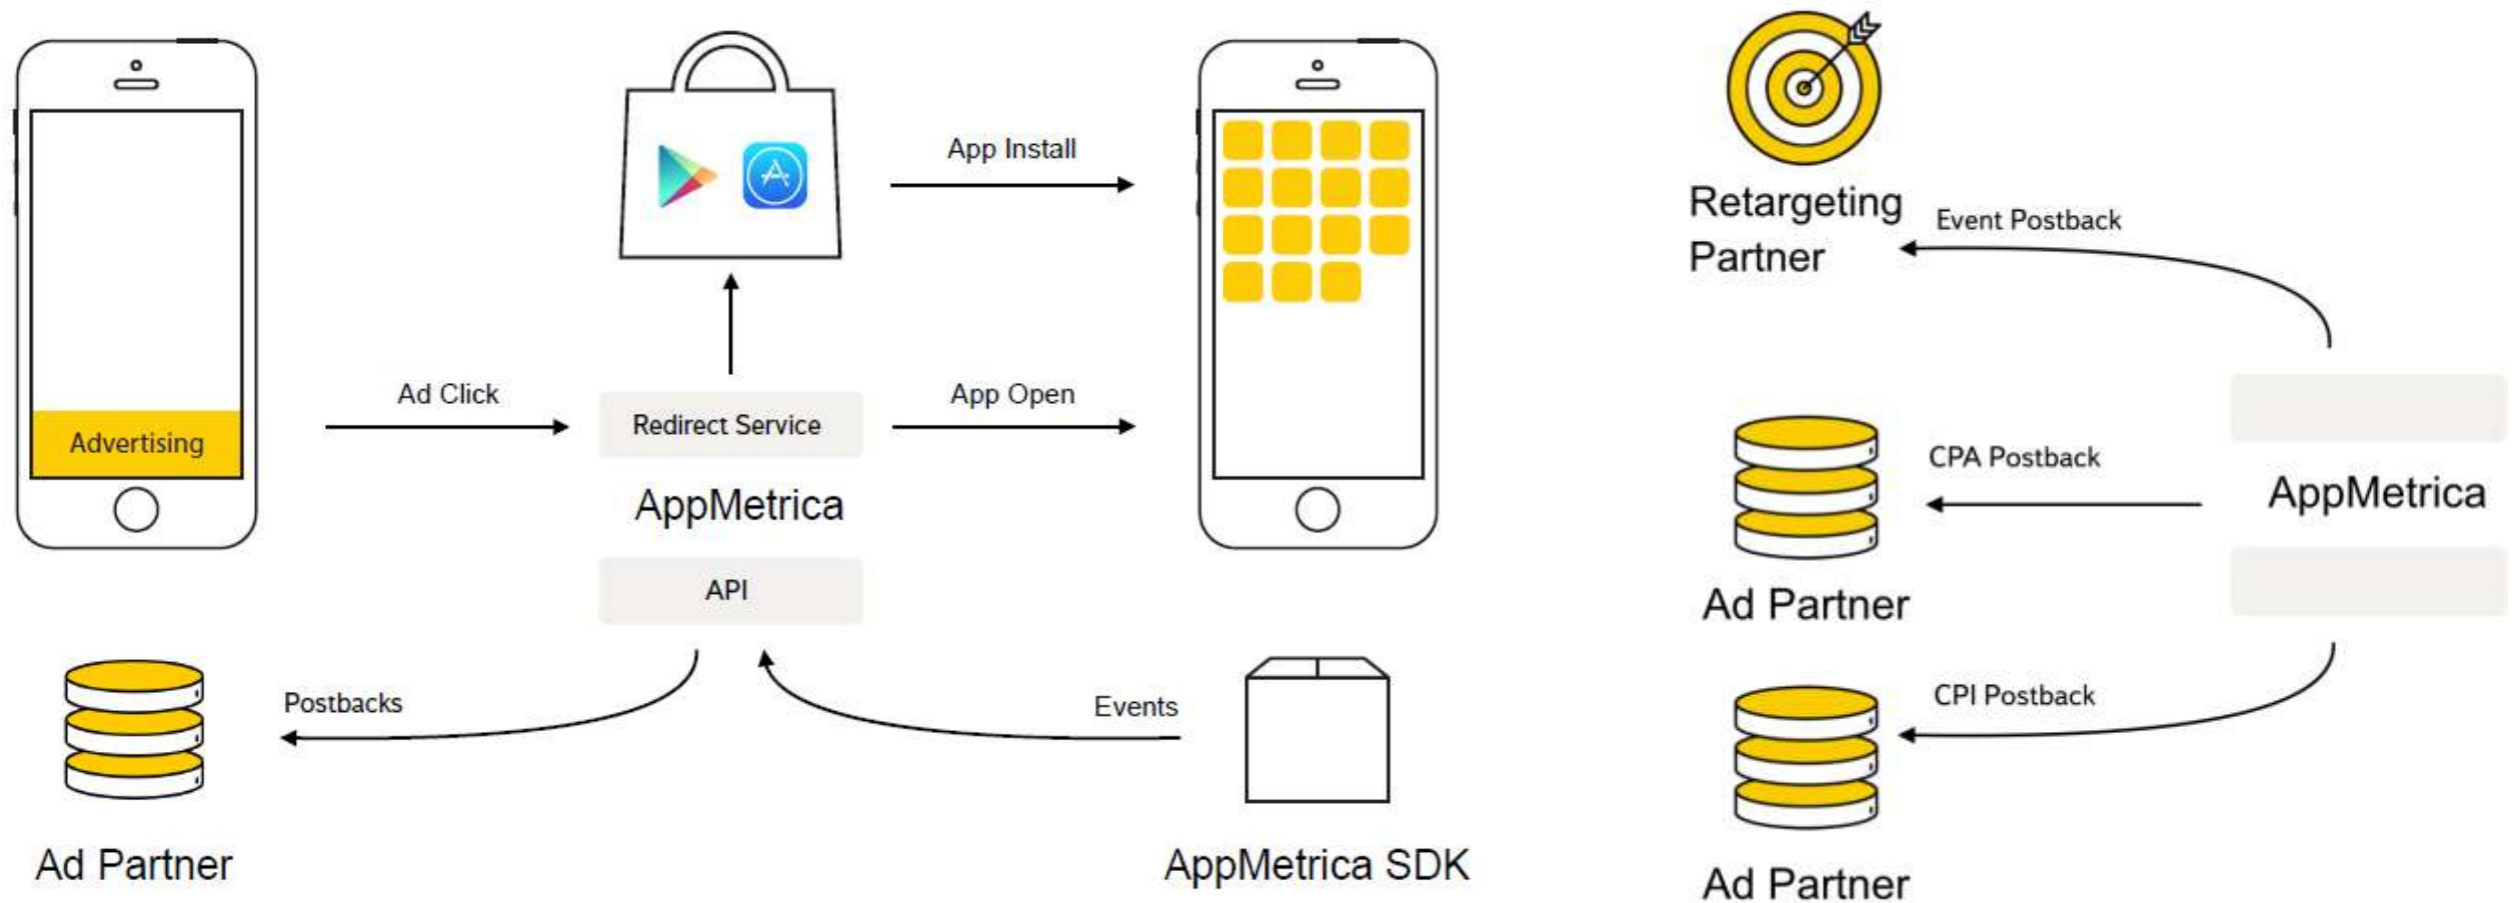 App Install
Ad Click
Redirect Service
App Open
Advertising
AppMetrica
API
Postbacks
Events
Ad Partner
AppMetrica SDK
Retargeting
Partner
Event Postback
CPA Postback
AppMetrica
Ad Partner
CPI Postback
Ad Partner